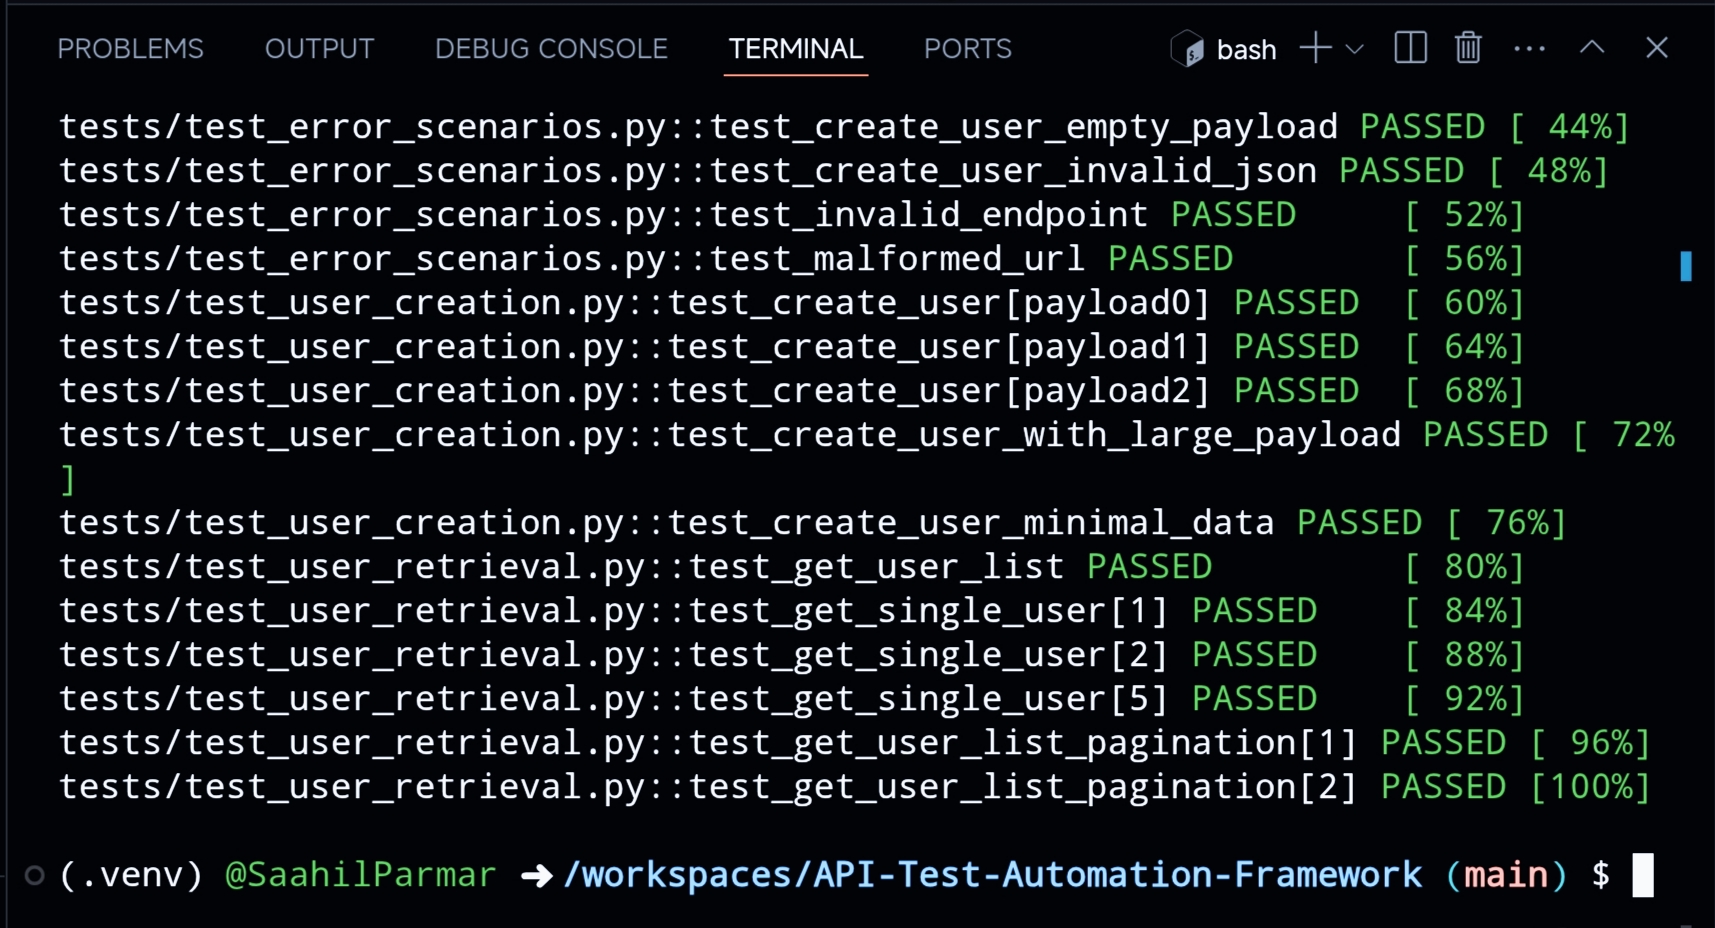 PROBLEMS OUTPUT DEBUG CONSOLE TERMINAL PORTS bash
tests/test_error_scenarios.py::test_create_user_empty_payload PASSED [ 44%]
tests/test_error_scenarios.py::test_create_user_invalid_json PASSED [ 48%]
tests/test_error_scenarios.py::test_invalid_endpoint PASSED [ 52%]
tests/test_error_scenarios.py::test_malformed_url PASSED [ 56%]
tests/test_user_creation.py::test_create_user[payload0] PASSED [ 60%]
tests/test_user_creation.py::test_create_user[payload1] PASSED [ 64%]
tests/test_user_creation.py::test_create_user[payload2] PASSED [ 68%]
tests/test_user_creation.py::test_create_user_with_large_payload PASSED [ 72%
]
tests/test_user_creation.py::test_create_user_minimal_data PASSED [ 76%]
tests/test_user_retrieval.py::test_get_user_list PASSED [ 80%]
tests/test_user_retrieval.py::test_get_single_user[1] PASSED [ 84%]
tests/test_user_retrieval.py::test_get_single_user[2] PASSED [ 88%]
tests/test_user_retrieval.py::test_get_single_user[5] PASSED [ 92%]
tests/test_user_retrieval.py::test_get_user_list_pagination[1] PASSED [ 96%]
tests/test_user_retrieval.py::test_get_user_list_pagination[2] PASSED [100%]
(.venv) @SaahilParmar ➜ /workspaces/API-Test-Automation-Framework (main) $